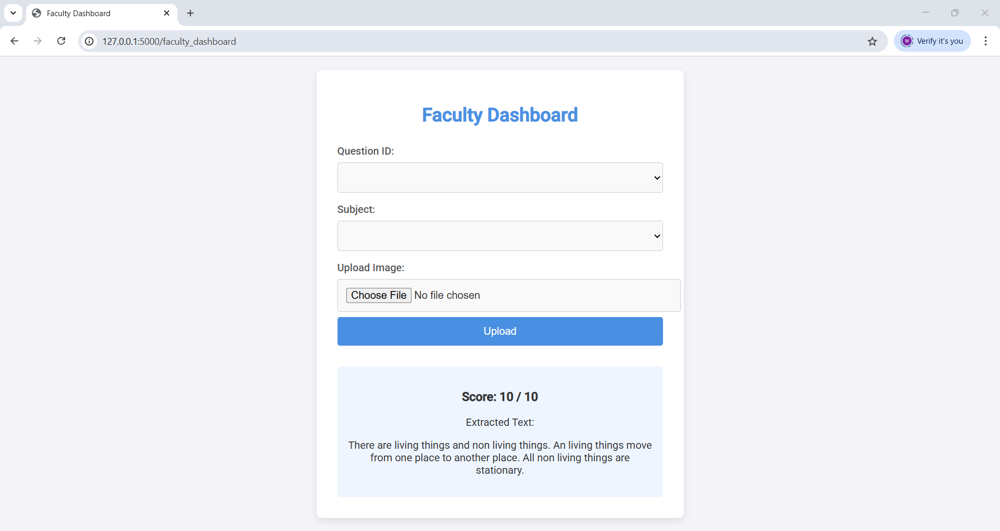 Faculty Dashboard
127.0.0.1:5000/faculty_dashboard
W
Verify it's you
Faculty Dashboard
Question ID:
Subject:
Upload Image:
Choose File No file chosen
Upload
Score: 10 / 10
Extracted Text:
There are living things and non living things. An living things move
from one place to another place. All non living things are
stationary.